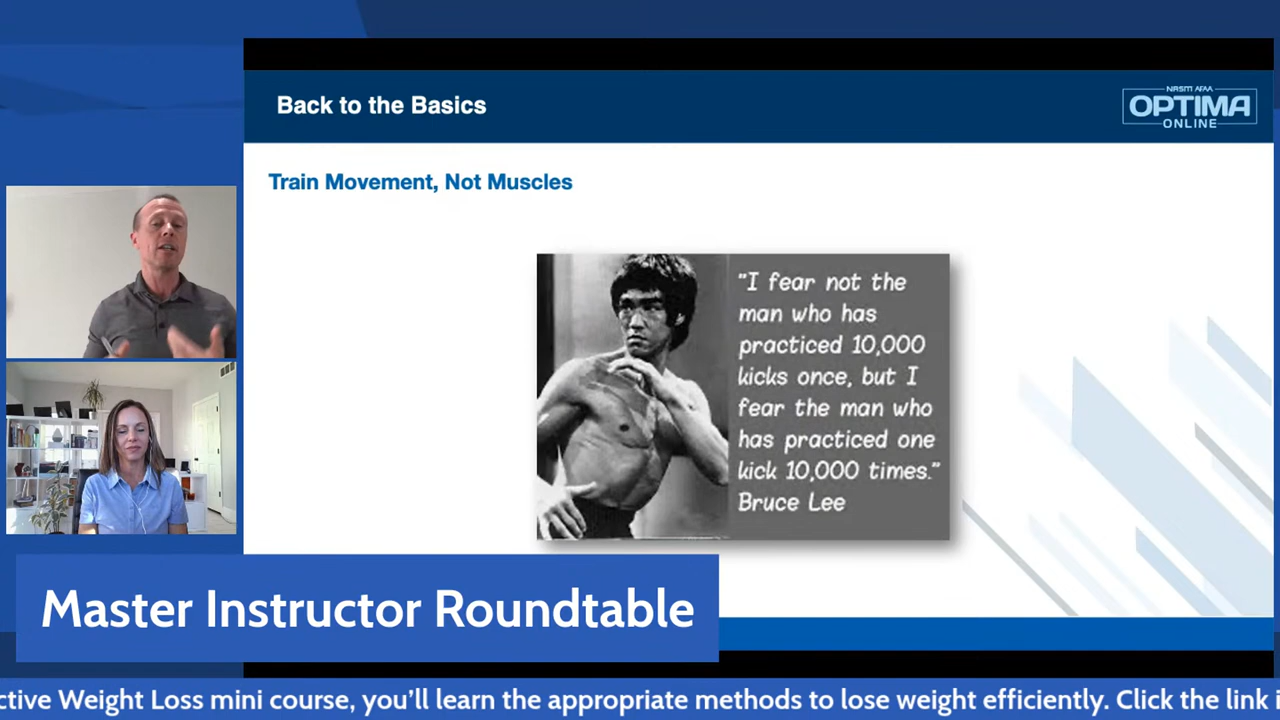 Back to the Basics
NASM AFAA
OPTIMA
ONLINE
Train Movement, Not Muscles
"I fear not the
man who has
practiced 10,000
kicks once, but I
fear the man who
has practiced one
kick 10,000 times."
Bruce Lee
Master Instructor Roundtable
ctive Weight Loss mini course, you'll learn the appropriate methods to lose weight efficiently. Click the link i